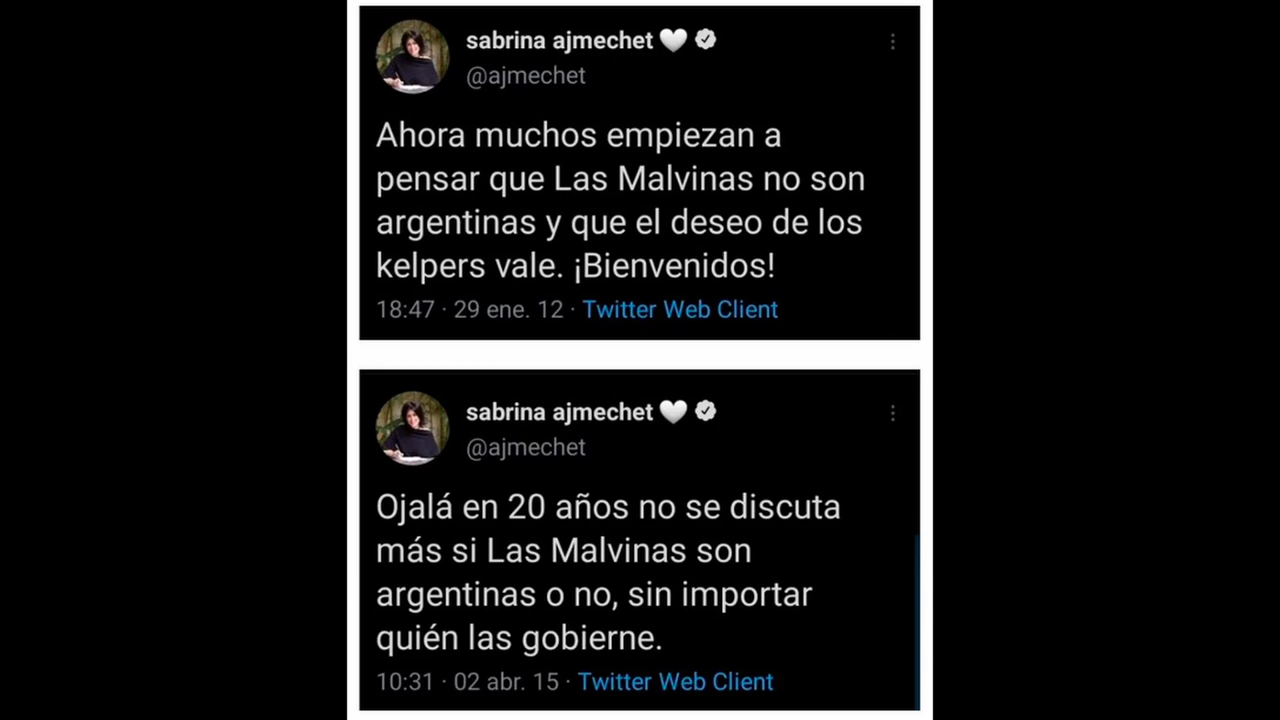 sabrina ajmechet 🤍
@ajmechet
Ahora muchos empiezan a
pensar que Las Malvinas no son
argentinas y que el deseo de los
kelpers vale. ¡Bienvenidos!
18:47 · 29 ene. 12 · Twitter Web Client
sabrina ajmechet 🤍
@ajmechet
Ojalá en 20 años no se discuta
más si Las Malvinas son
argentinas o no, sin importar
quién las gobierne.
10:31 · 02 abr. 15 · Twitter Web Client